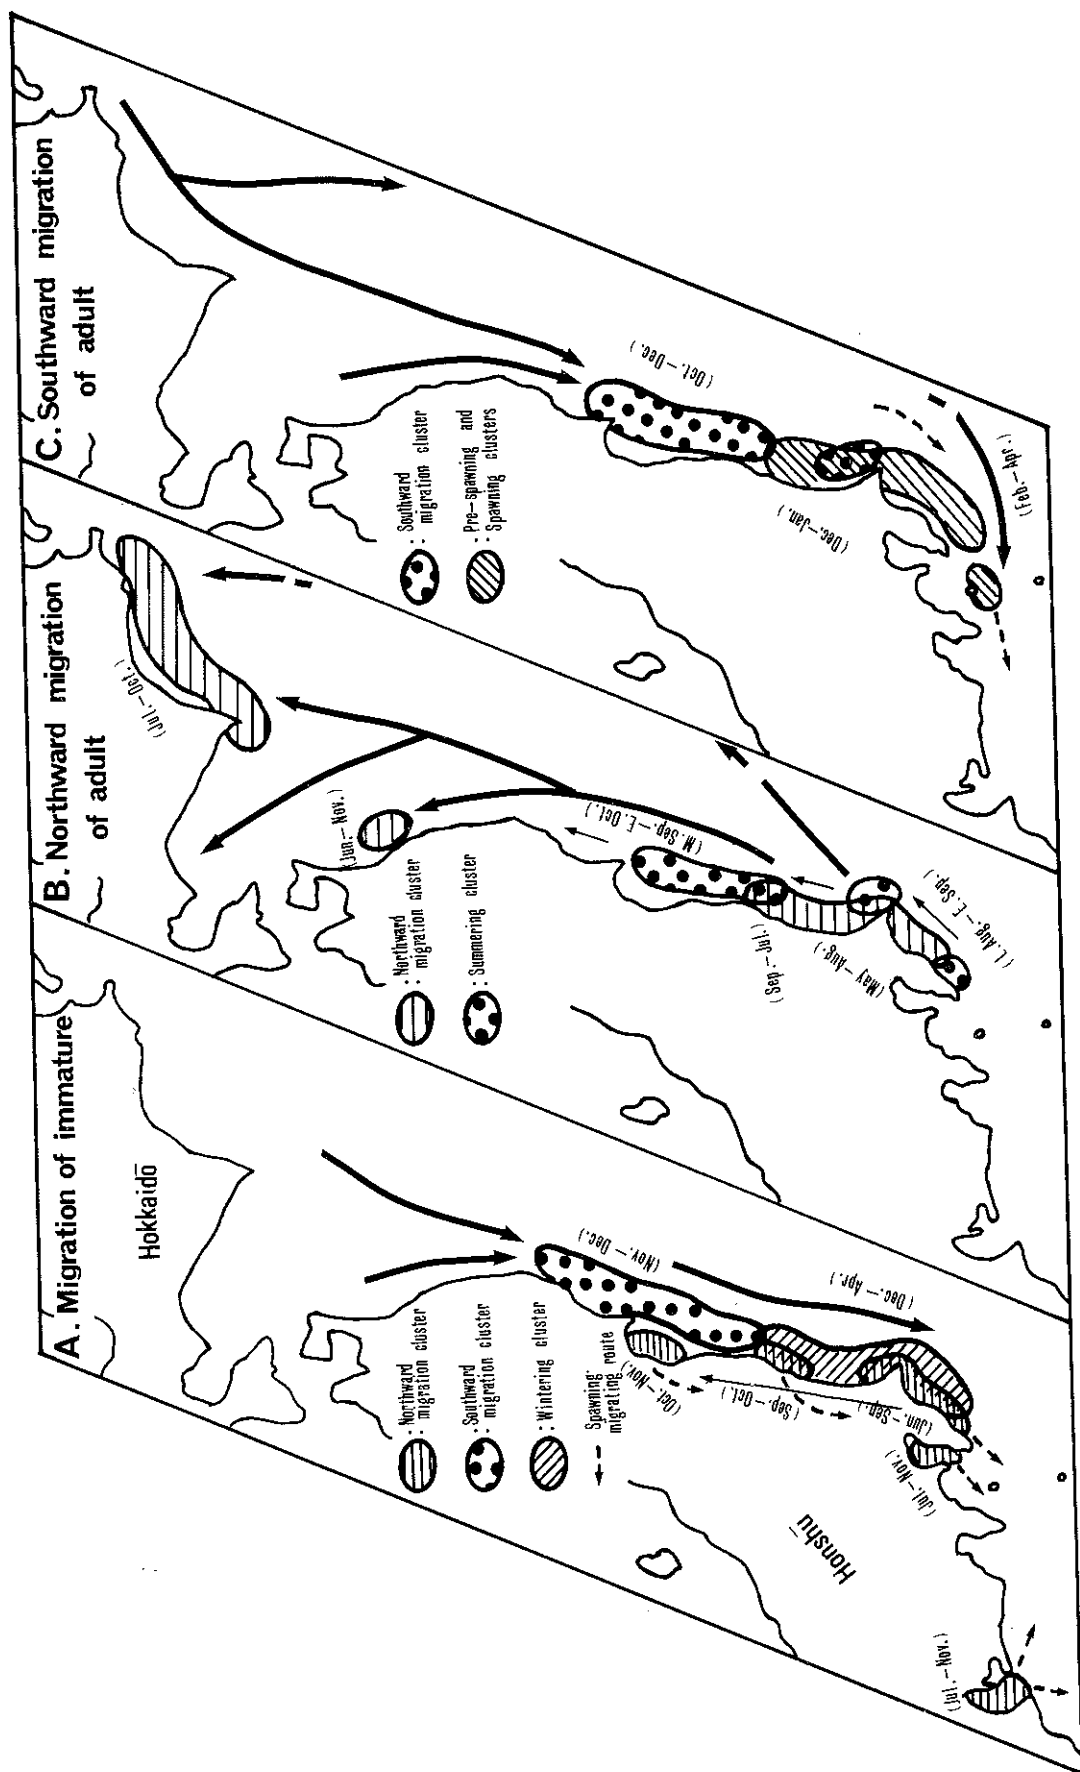 A. Migration of immature
Hokkaidō
: Northward
migration cluster
: Southward
migration cluster
: Wintering cluster
Spawning
: migrating route
(Nov.—Dec.)
(Dec.—Apr.)
(Oct.—Nov.)
(Sep.—Oct.)
(Jun.—Sep.)
(Jul.—Nov.)
Honshū
(Jul.—Nov.)
B. Northward migration
of adult
(Jul.—Oct.)
(Jun.—Nov.)
: Northward
migration cluster
: Summering cluster
(M. Sep.—E. Oct.)
(Sep.—Jul.)
(May—Aug.)
(L. Aug.—E. Sep.)
C. Southward migration
of adult
: Southward
migration cluster
: Pre-spawning and
Spawning clusters
(Oct.—Dec.)
(Dec.—Jan.)
(Feb.—Apr.)